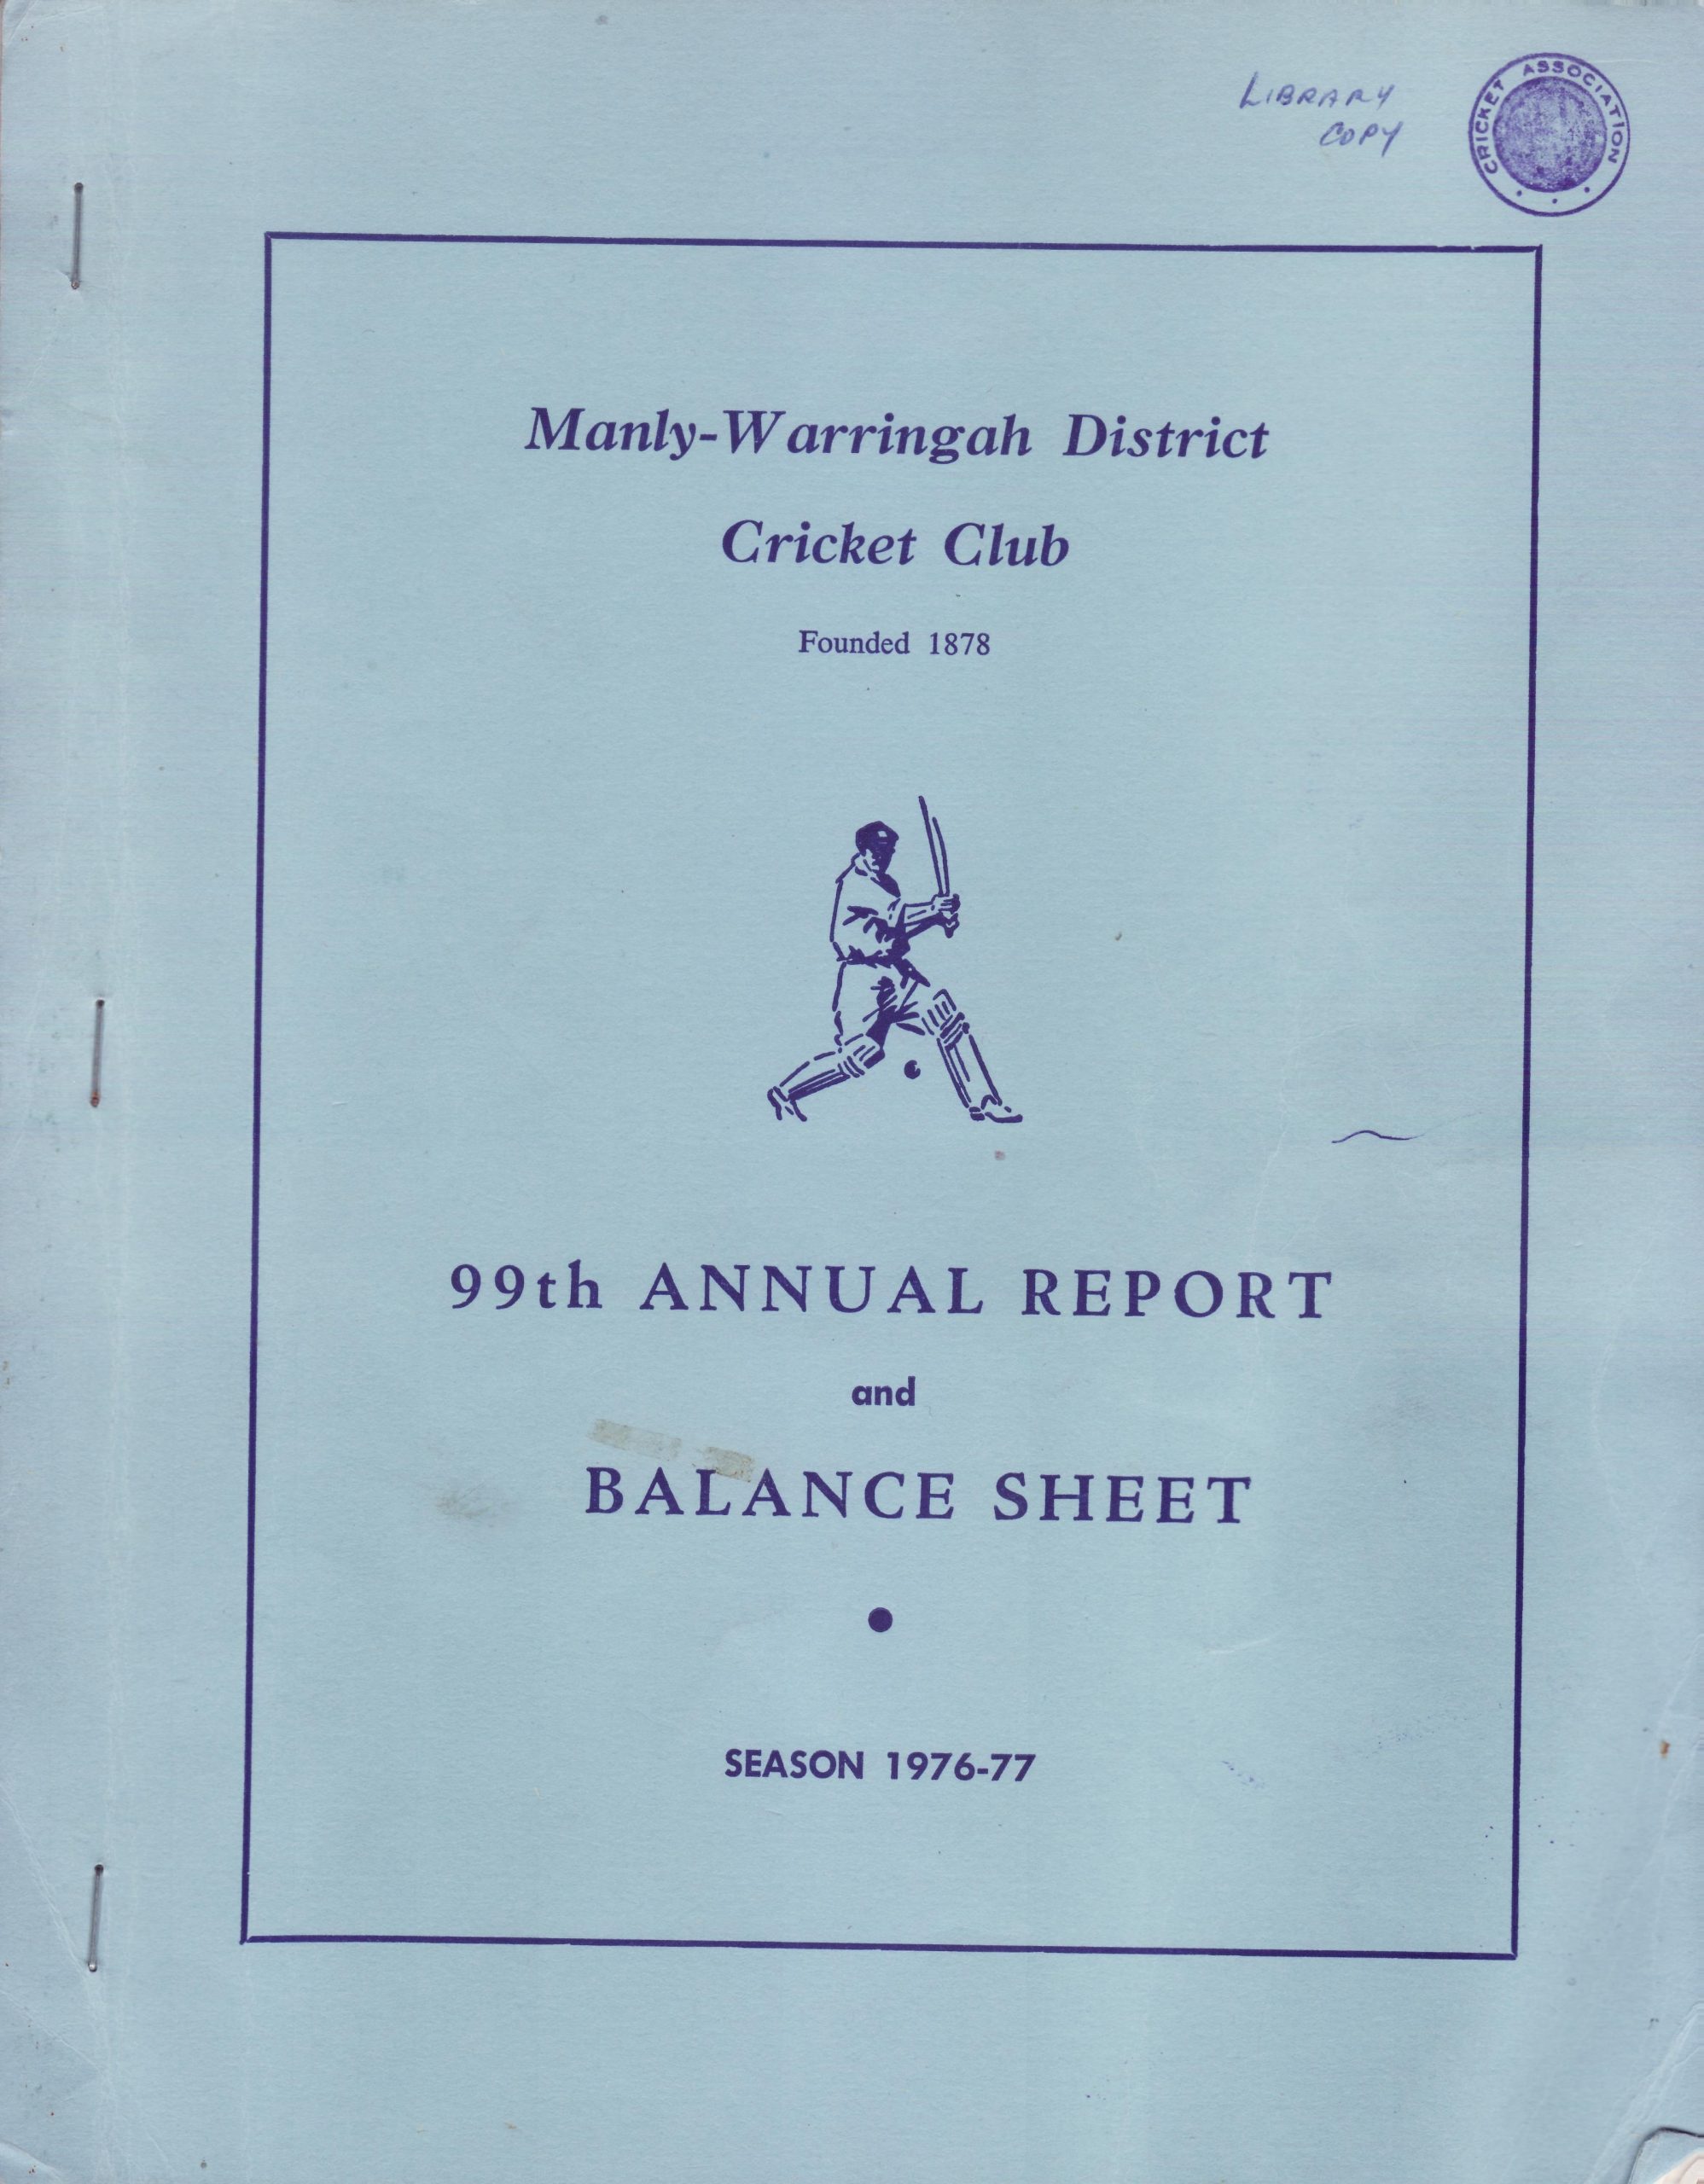 LIBRARY
COPY
CRICKET ASSOCIATION
Manly-Warringah District
Cricket Club
Founded 1878
99th ANNUAL REPORT
and
BALANCE SHEET
SEASON 1976-77